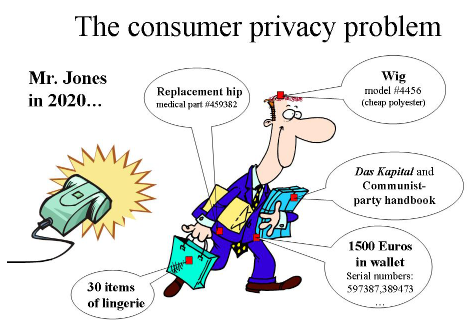 The consumer privacy problem
Mr. Jones
in 2020…
Replacement hip
medical part #459382
Wig
model #4456
(cheap polyester)
Das Kapital and
Communist-
party handbook
1500 Euros
in wallet
Serial numbers:
597387,389473
…
30 items
of lingerie